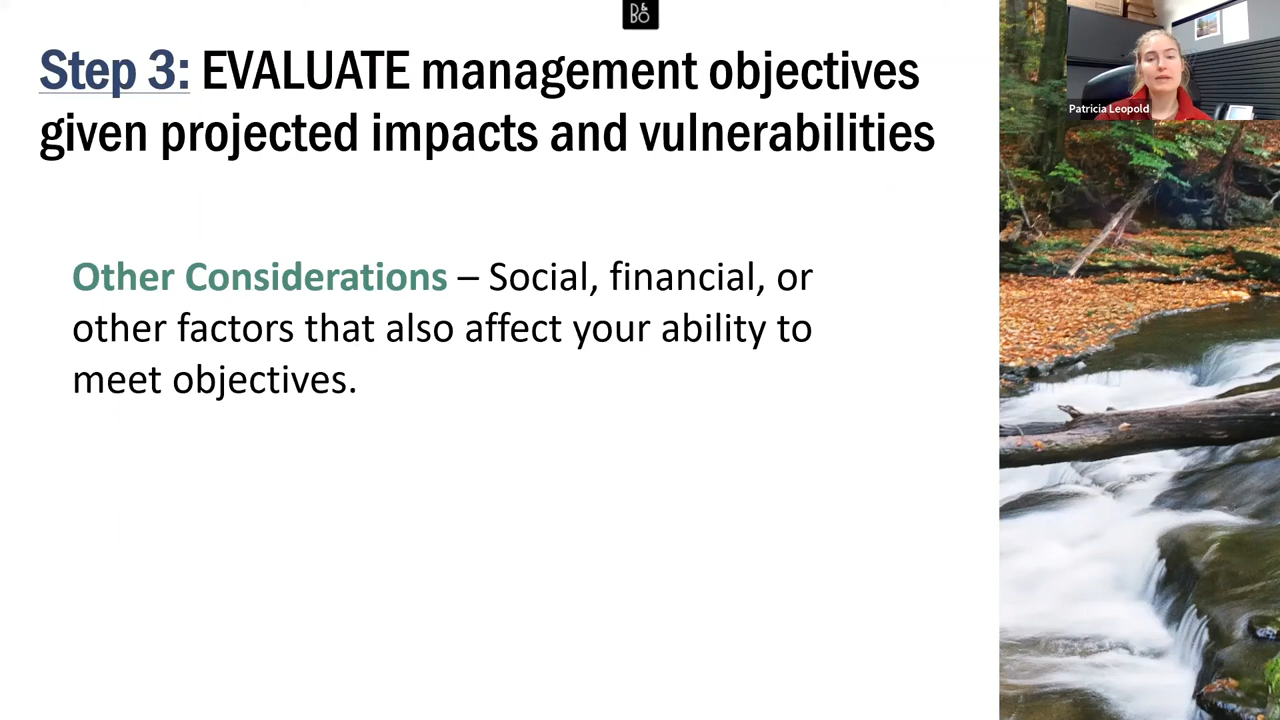 B&O
Step 3: EVALUATE management objectives
given projected impacts and vulnerabilities
Patricia Leopold
Other Considerations – Social, financial, or
other factors that also affect your ability to
meet objectives.